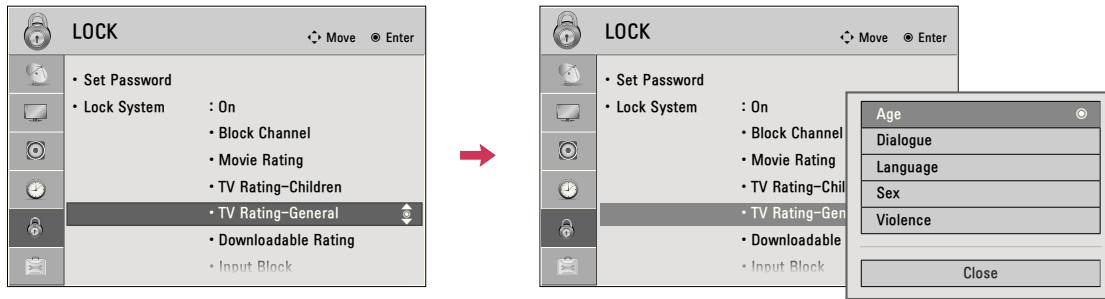 LOCK
Move Enter
• Set Password
• Lock System : On
• Block Channel
• Movie Rating
• TV Rating-Children
• TV Rating-General
• Downloadable Rating
• Input Block
LOCK
Move Enter
• Set Password
• Lock System : On
• Block Channel
• Movie Rating
• TV Rating-Chil
• TV Rating-Gen
• Downloadable
• Input Block
Age
Dialogue
Language
Sex
Violence
Close